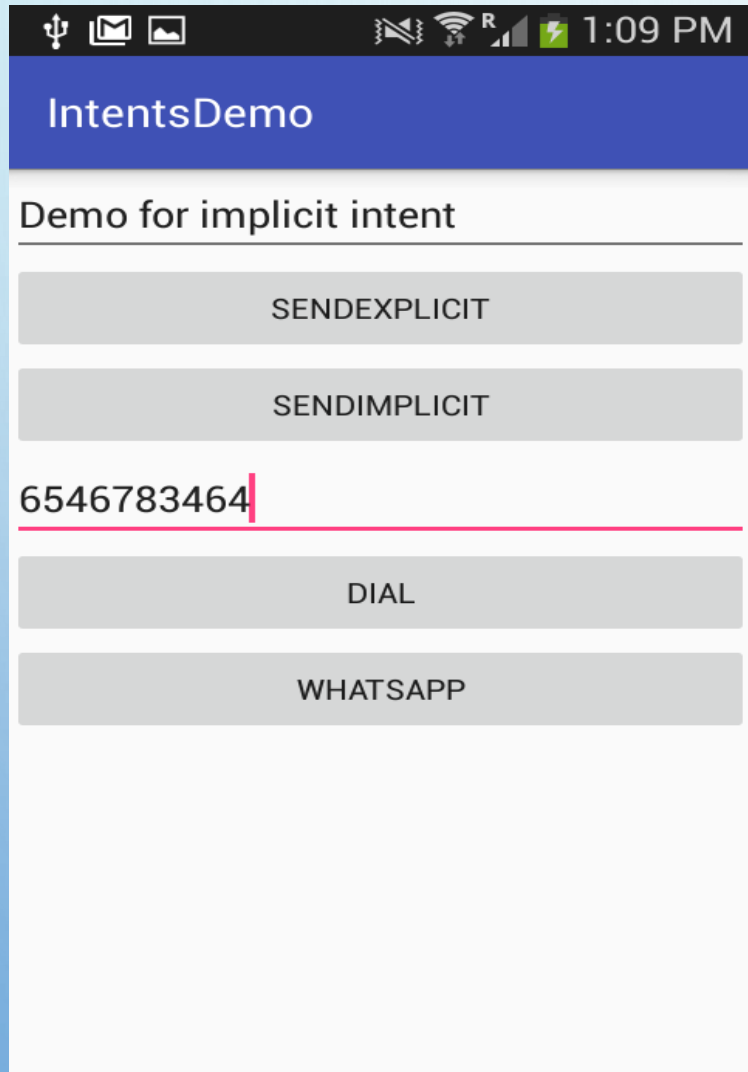 R 1:09 PM
IntentsDemo
Demo for implicit intent
SENDEXPLICIT
SENDIMPLICIT
6546783464
DIAL
WHATSAPP